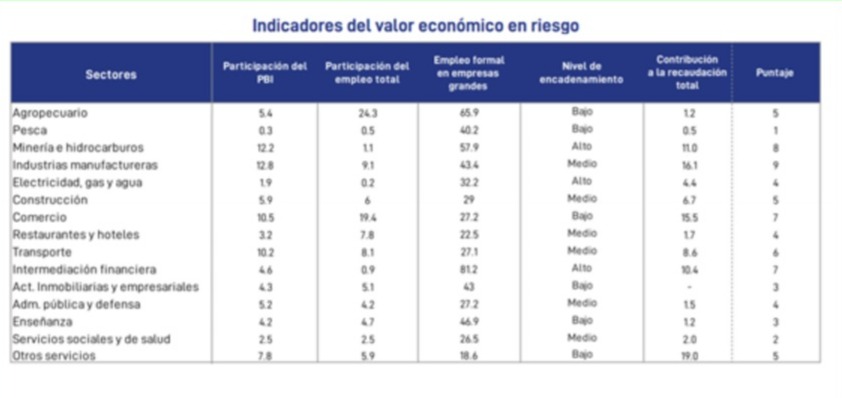 Indicadores del valor económico en riesgo
Sectores Participación del PBI Participación del empleo total Empleo formal en empresas grandes Nivel de encadenamiento Contribución a la recaudación total Puntaje
Agropecuario 5.4 24.3 65.9 Bajo 1.2 5
Pesca 0.3 0.5 40.2 Bajo 0.5 1
Minería e hidrocarburos 12.2 1.1 57.9 Alto 11.0 8
Industrias manufactureras 12.8 9.1 43.4 Medio 16.1 9
Electricidad, gas y agua 1.9 0.2 32.2 Alto 4.4 4
Construcción 5.9 6 29 Medio 6.7 5
Comercio 10.5 19.4 27.2 Bajo 15.5 7
Restaurantes y hoteles 3.2 7.8 22.5 Medio 1.7 4
Transporte 10.2 8.1 27.1 Medio 8.6 6
Intermediación financiera 4.6 0.9 81.2 Alto 10.4 7
Act. Inmobiliarias y empresariales 4.3 5.1 43 Bajo - 3
Adm. pública y defensa 5.2 4.2 27.2 Medio 1.5 4
Enseñanza 4.2 4.7 46.9 Bajo 1.2 3
Servicios sociales y de salud 2.5 2.5 26.5 Medio 2.0 2
Otros servicios 7.8 5.9 18.6 Bajo 19.0 5